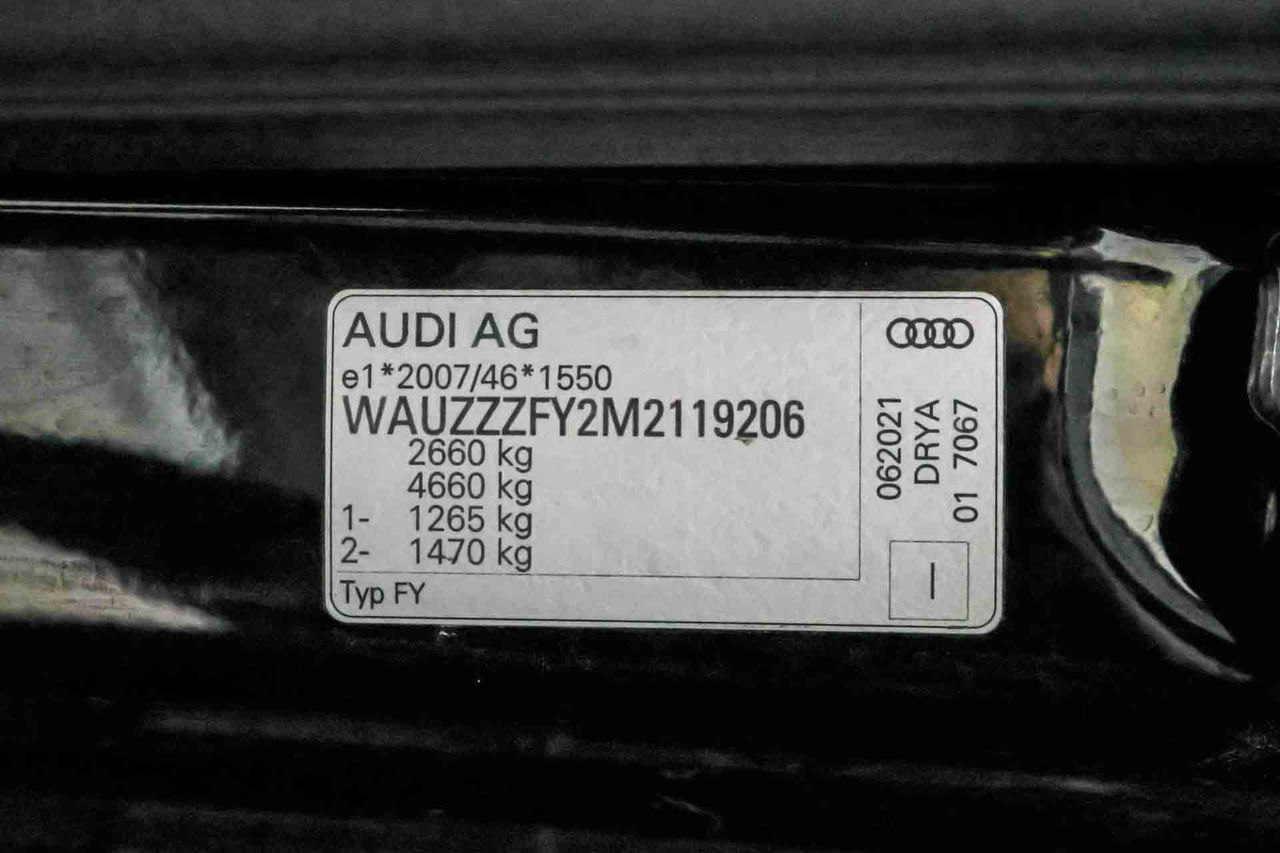 AUDI AG
e1*2007/46*1550
WAUZZZFY2M2119206
2660 kg
4660 kg
1- 1265 kg
2- 1470 kg
Typ FY
062021
DRYA
01 7067
I